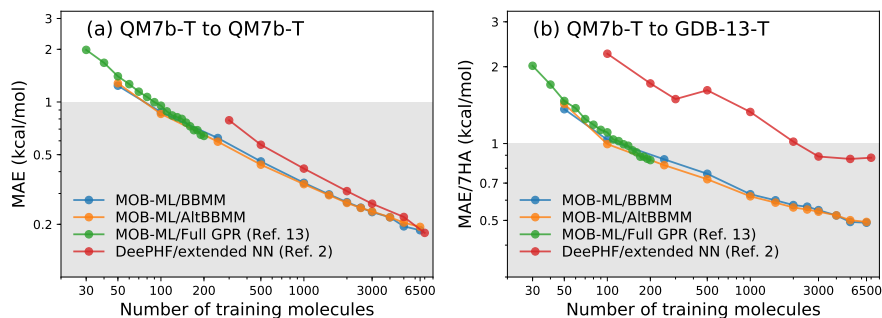 (a) QM7b-T to QM7b-T
MAE (kcal/mol)
2
1
0.5
0.2
MOB-ML/BBMM
MOB-ML/AltBBMM
MOB-ML/Full GPR (Ref. 13)
DeePHF/extended NN (Ref. 2)
30 50 100 200 500 1000 3000 6500
Number of training molecules
(b) QM7b-T to GDB-13-T
MAE/7HA (kcal/mol)
3
2
1
0.7
0.5
MOB-ML/BBMM
MOB-ML/AltBBMM
MOB-ML/Full GPR (Ref. 13)
DeePHF/extended NN (Ref. 2)
30 50 100 200 500 1000 3000 6500
Number of training molecules